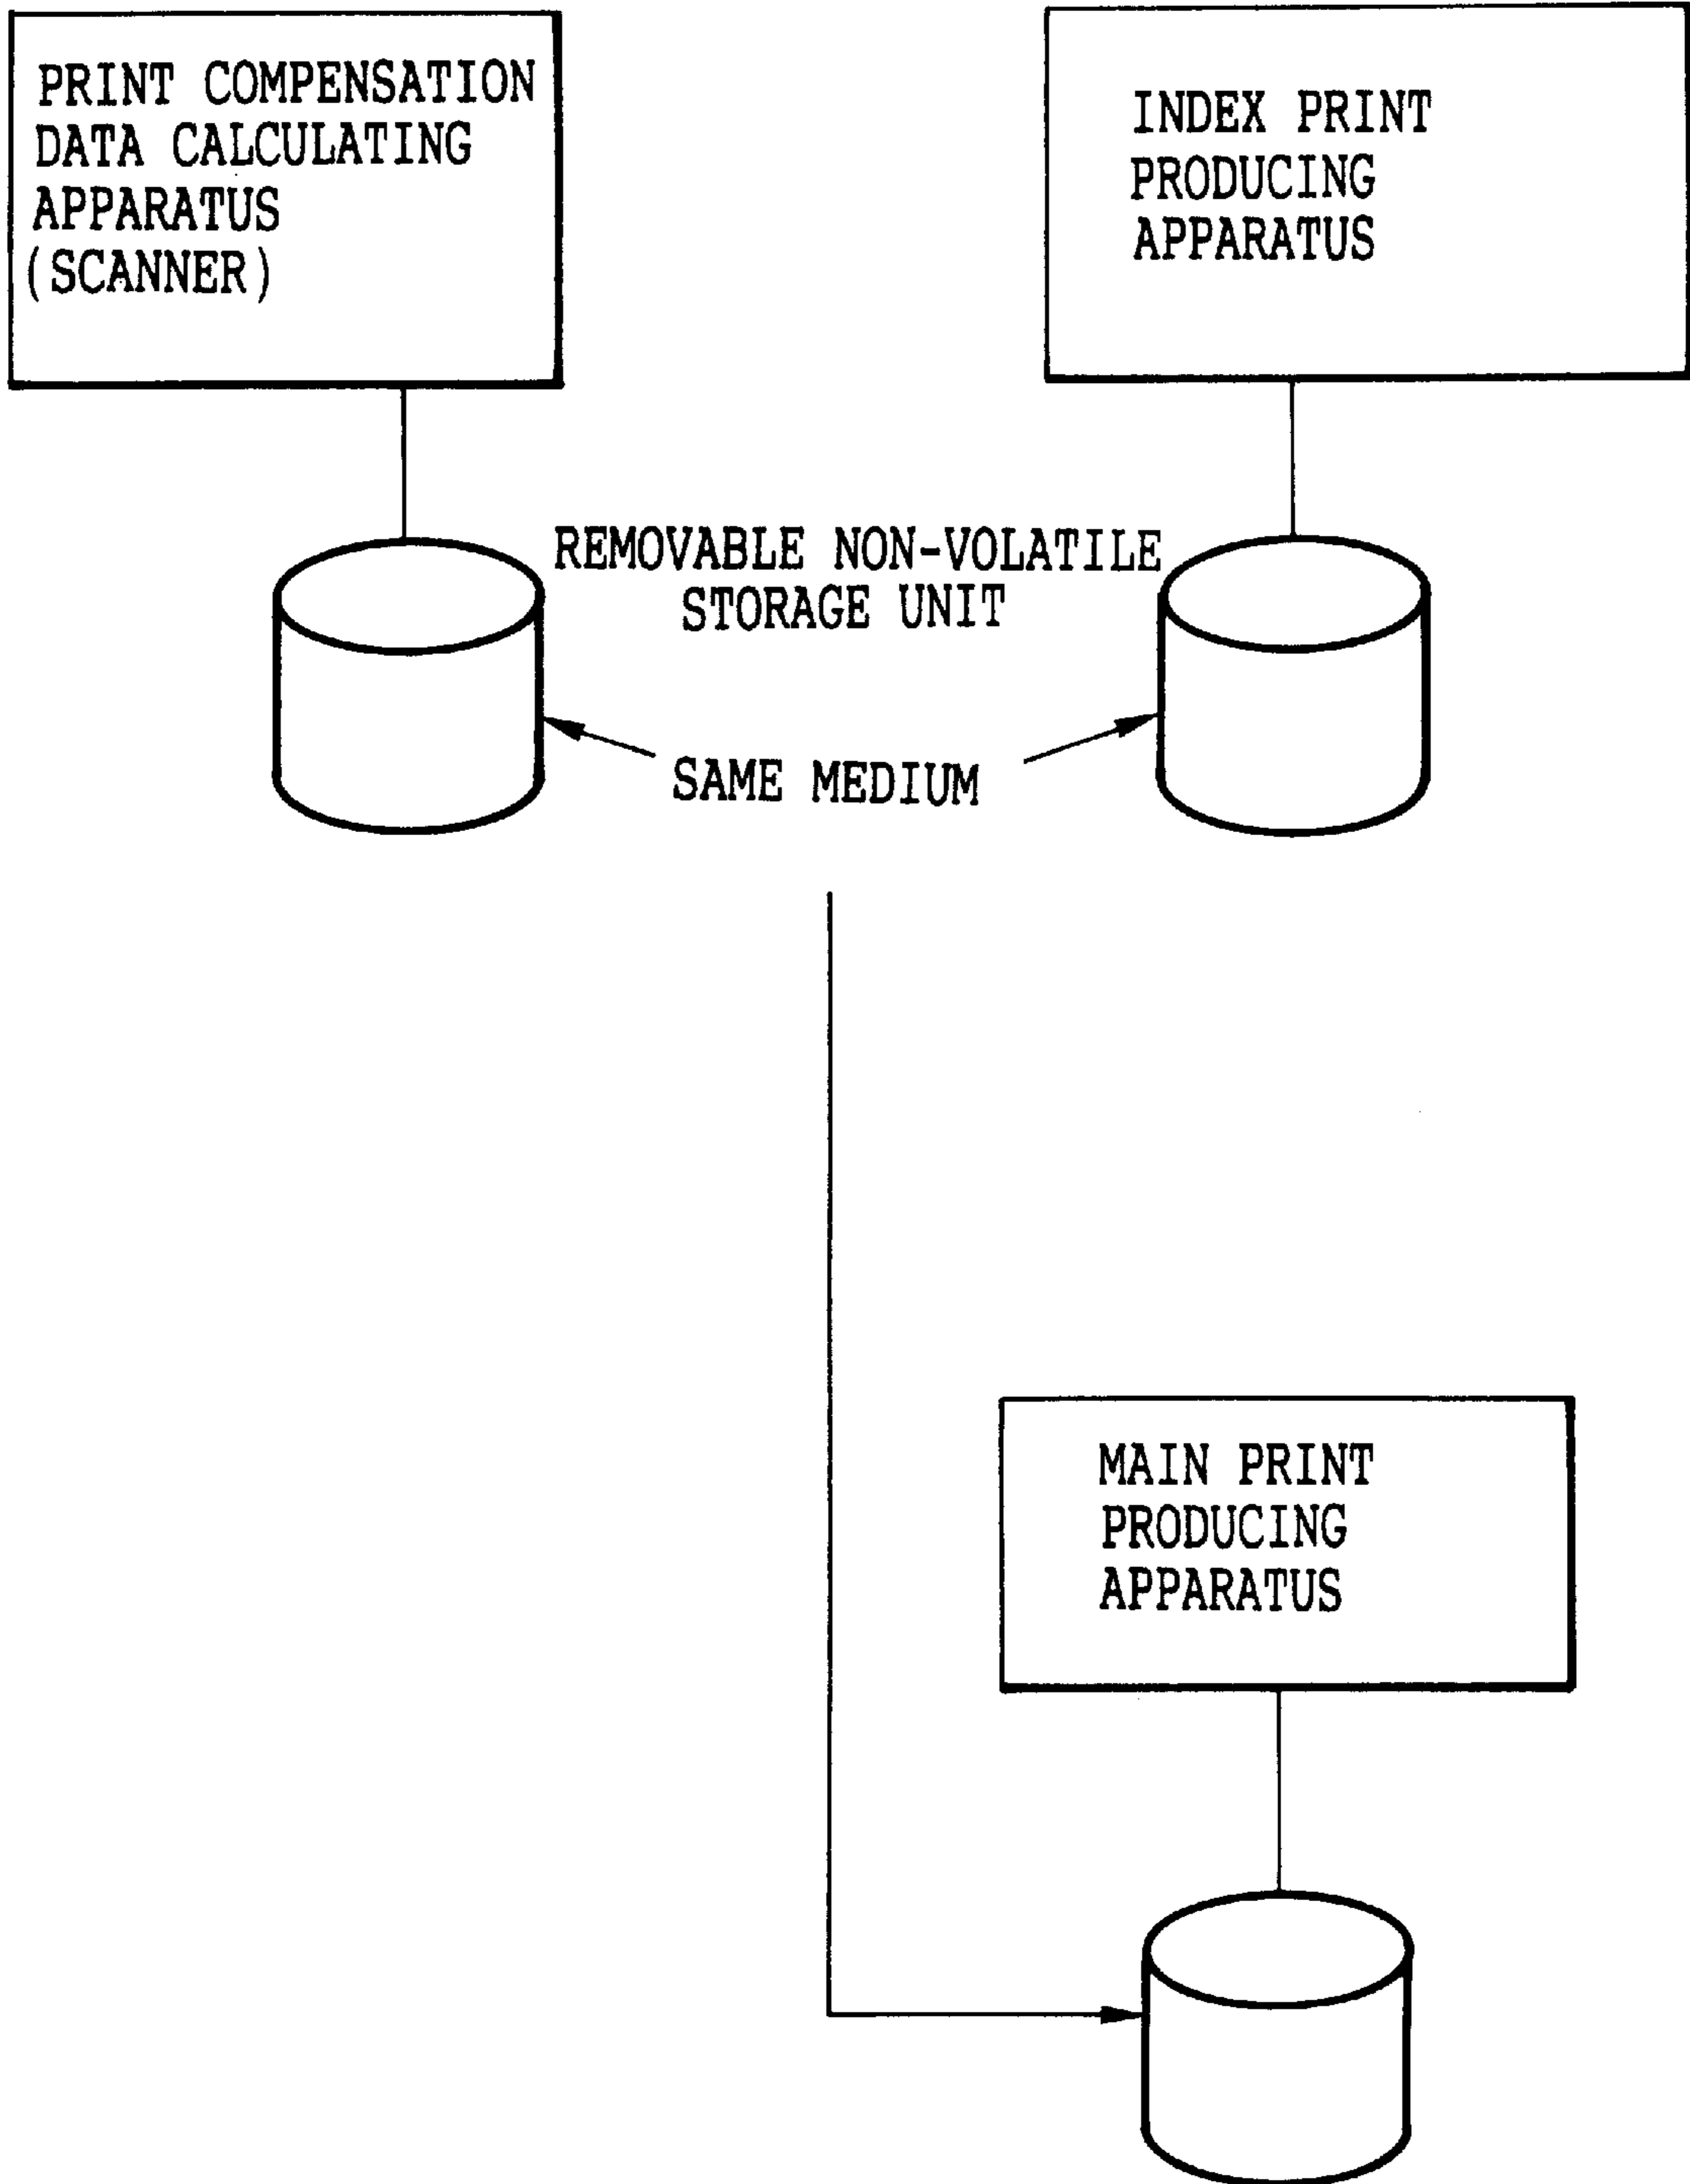 PRINT COMPENSATION
DATA CALCULATING
APPARATUS
(SCANNER)
INDEX PRINT
PRODUCING
APPARATUS
REMOVABLE NON-VOLATILE
STORAGE UNIT
SAME MEDIUM
MAIN PRINT
PRODUCING
APPARATUS